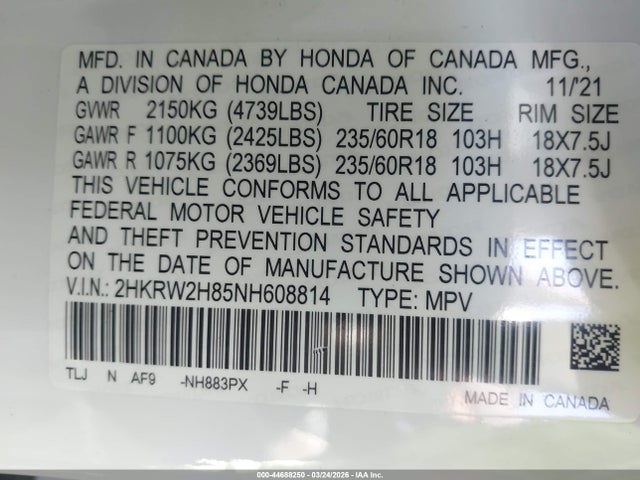 MFD. IN CANADA BY HONDA OF CANADA MFG.,
A DIVISION OF HONDA CANADA INC. 11/'21
GVWR 2150KG (4739LBS) TIRE SIZE RIM SIZE
GAWR F 1100KG (2425LBS) 235/60R18 103H 18X7.5J
GAWR R 1075KG (2369LBS) 235/60R18 103H 18X7.5J
THIS VEHICLE CONFORMS TO ALL APPLICABLE
FEDERAL MOTOR VEHICLE SAFETY
AND THEFT PREVENTION STANDARDS IN EFFECT
ON THE DATE OF MANUFACTURE SHOWN ABOVE.
V.I.N.: 2HKRW2H85NH608814 TYPE: MPV
TLJ N AF9 -NH883PX -F -H
MADE IN CANADA
000-44688250 - 03/24/2026 - IAA Inc.